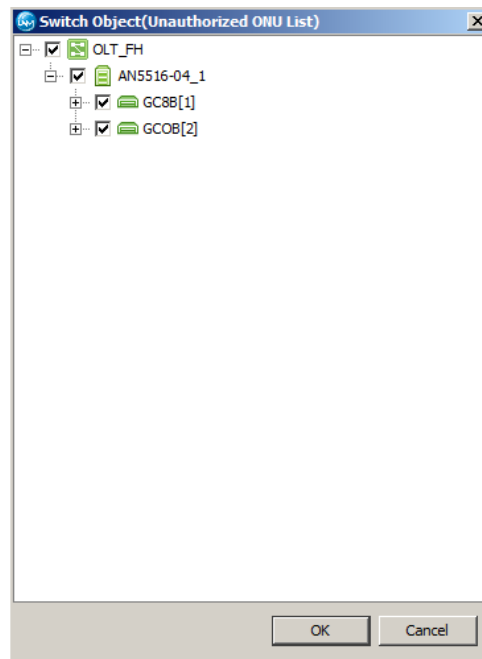 Switch Object(Unauthorized ONU List)
OLT_FH
AN5516-04_1
GC8B[1]
GCOB[2]
OK
Cancel